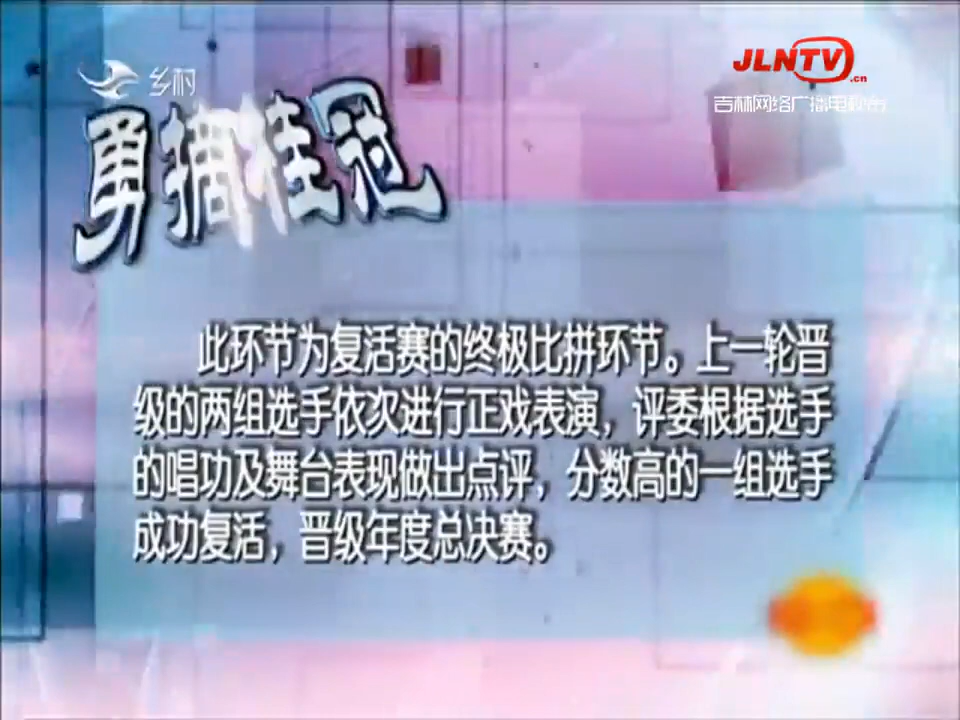 乡村
JLNTV.cn
吉林网络广播电视台
勇摘桂冠
此环节为复活赛的终极比拼环节。上一轮晋
级的两组选手依次进行正戏表演，评委根据选手
的唱功及舞台表现做出点评，分数高的一组选手
成功复活，晋级年度总决赛。